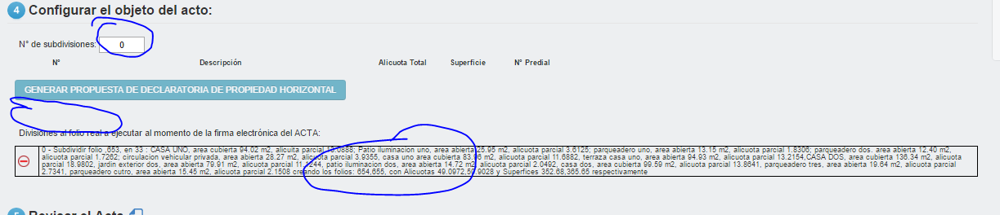 4 Configurar el objeto del acto:
N° de subdivisiones: 0
N° Descripción Alicuota Total Superficie N° Predial
GENERAR PROPUESTA DE DECLARATORIA DE PROPIEDAD HORIZONTAL
Divisiones al folio real a ejecutar al momento de la firma electrónica del ACTA:
0 - Subdividir folio ,653, en 33 : CASA UNO, area cubierta 94.02 m2, alicuita parcial 13.0888; Patio iluminacion uno, area abierta 25.95 m2, alicuota parcial 3.6125; parqueadero uno, area abierta 13.15 m2, alicuota parcial 1.8306; parqueadero dos. area abierta 12.40 m2,
alicuota parcial 1.7262; circulacion vehicular privada, area abierta 28.27 m2, alicuota parcial 3.9355, casa uno area cubierta 83.96 m2, alicuota parcial 11.6882, terraza casa uno, area abierta 94.93 m2, alicuota parcial 13.2154,CASA DOS, area cubierta 136.34 m2, alicuota
parcial 18.9802, jardin exterior dos, area abierta 79.91 m2, alicuota parcial 11.1244, patio iluminacion dos, area abierta 14.72 m2, alicuota parcial 2.0492, casa dos, area cubierta 99.59 m2, alicuota parcial 13.8641, parqueadero tres, area abierta 19.64 m2, alicuota parcial
2.7341, parqueadero cutro, area abierta 15.45 m2, alicuota parcial 2.1508 creando los folios: 654,655, con Alicuotas 49.0972,50.9028 y Superfices 352.68,365.65 respectivamente